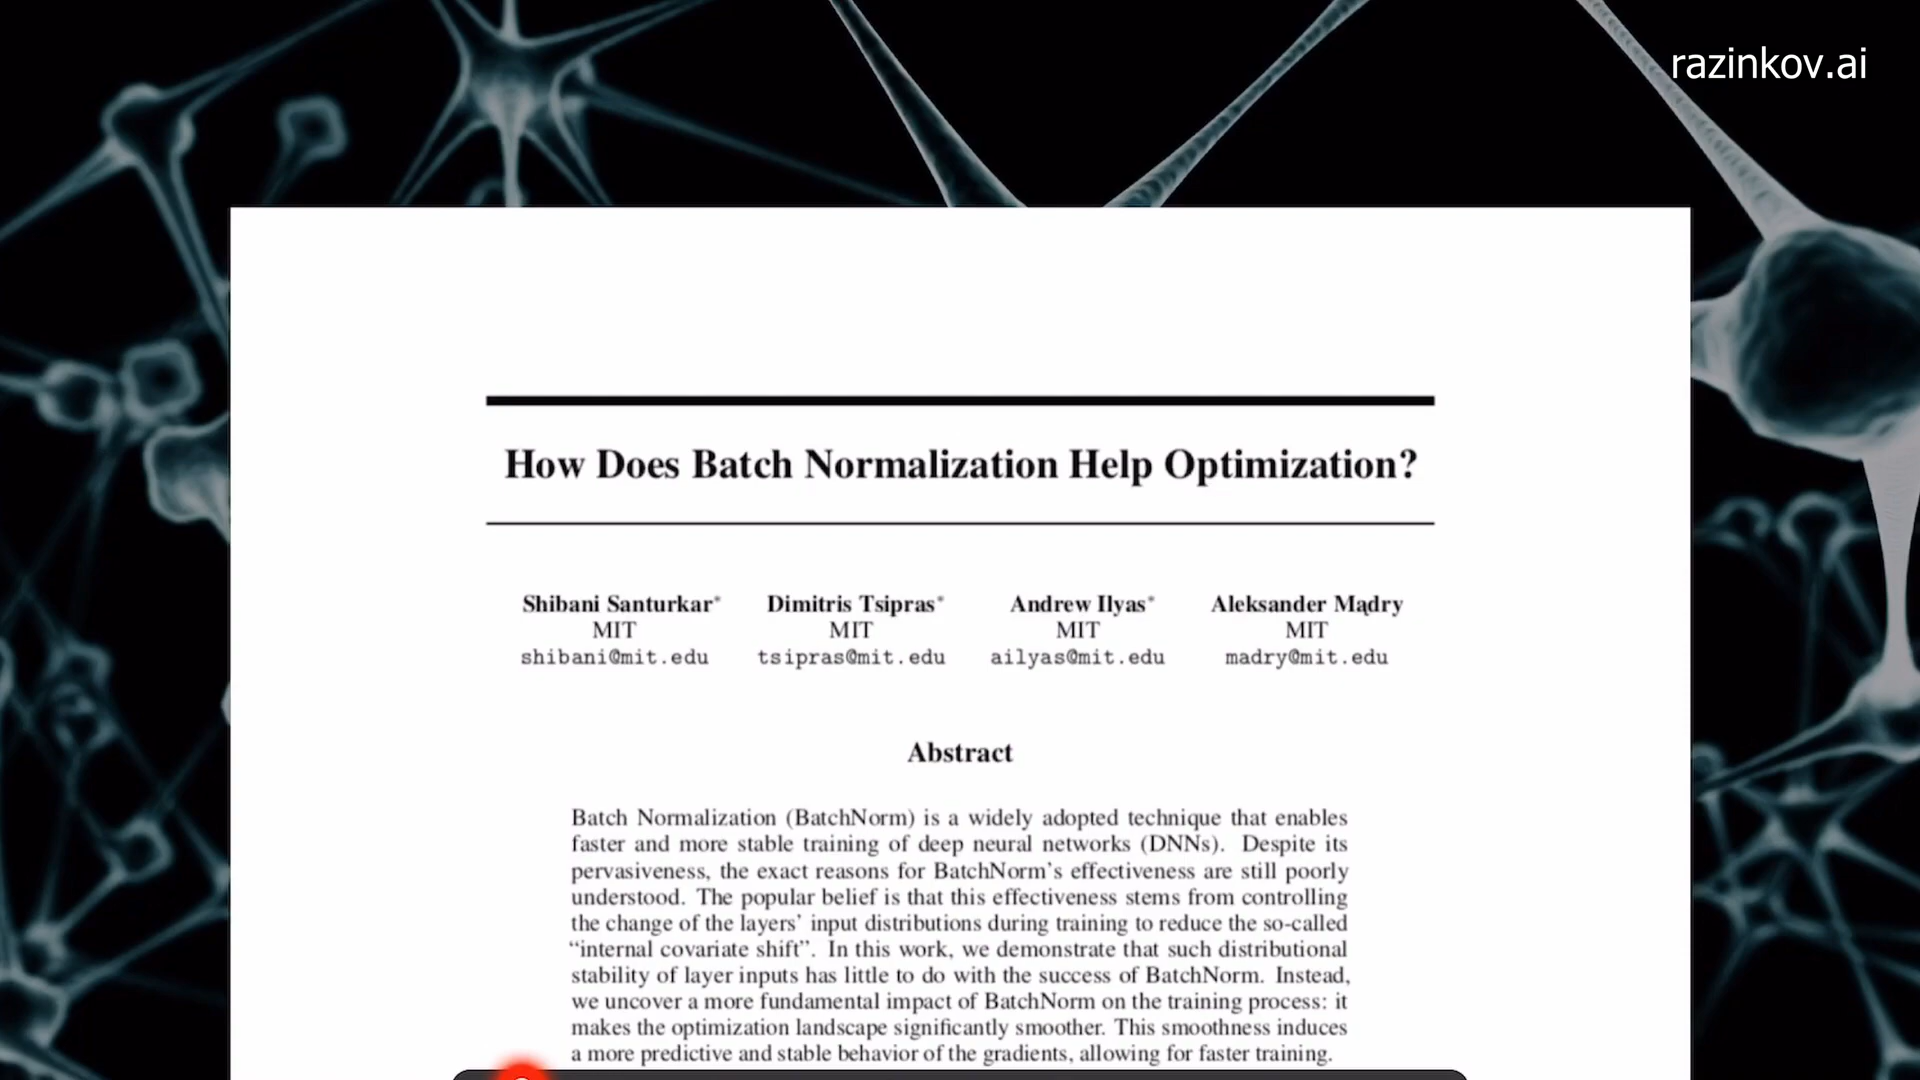 razinkov.ai
How Does Batch Normalization Help Optimization?
Shibani Santurkar* Dimitris Tsipras* Andrew Ilyas* Aleksander Mądry
MIT MIT MIT MIT
shibani@mit.edu tsipras@mit.edu ailyas@mit.edu madry@mit.edu
Abstract
Batch Normalization (BatchNorm) is a widely adopted technique that enables
faster and more stable training of deep neural networks (DNNs). Despite its
pervasiveness, the exact reasons for BatchNorm's effectiveness are still poorly
understood. The popular belief is that this effectiveness stems from controlling
the change of the layers' input distributions during training to reduce the so-called
“internal covariate shift”. In this work, we demonstrate that such distributional
stability of layer inputs has little to do with the success of BatchNorm. Instead,
we uncover a more fundamental impact of BatchNorm on the training process: it
makes the optimization landscape significantly smoother. This smoothness induces
a more predictive and stable behavior of the gradients, allowing for faster training.